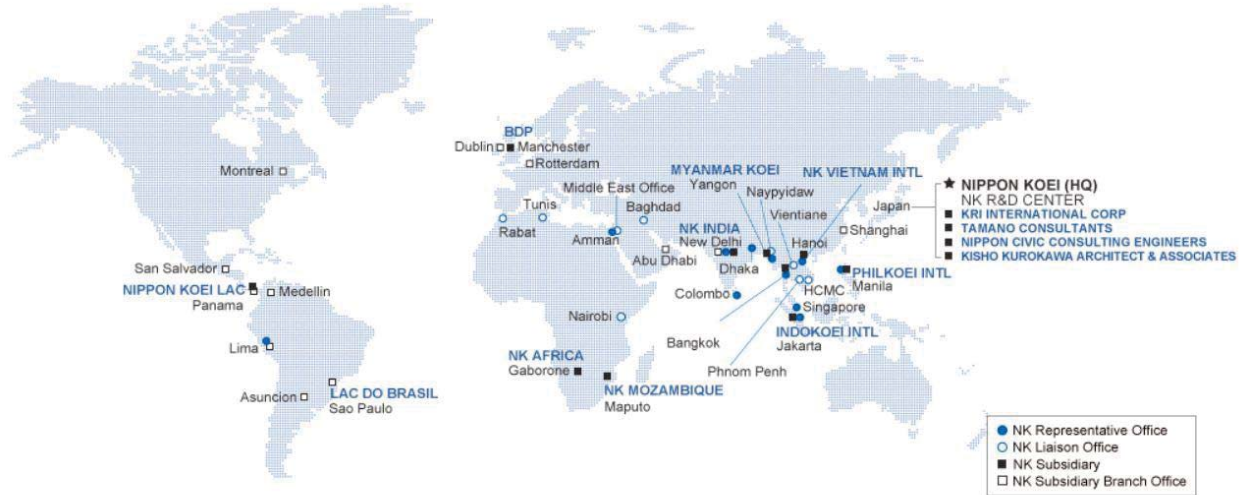 BDP
Dublin
Manchester
Rotterdam
Montreal
Middle East Office
Tunis
Baghdad
Rabat
Amman
Abu Dhabi
MYANMAR KOEI
Yangon
Naypyidaw
NK VIETNAM INTL
Vientiane
Hanoi
NK INDIA
New Delhi
Dhaka
Colombo
Japan
NIPPON KOEI (HQ)
NK R&D CENTER
KRI INTERNATIONAL CORP
TAMANO CONSULTANTS
NIPPON CIVIC CONSULTING ENGINEERS
KISHO KUROKAWA ARCHITECT & ASSOCIATES
Shanghai
PHILKOEI INTL
Manila
HCMC
Singapore
INDOKOEI INTL
Jakarta
Bangkok
Phnom Penh
San Salvador
NIPPON KOEI LAC
Panama
Medellin
Lima
Asuncion
LAC DO BRASIL
Sao Paulo
Nairobi
NK AFRICA
Gaborone
NK MOZAMBIQUE
Maputo
NK Representative Office
NK Liaison Office
NK Subsidiary
NK Subsidiary Branch Office